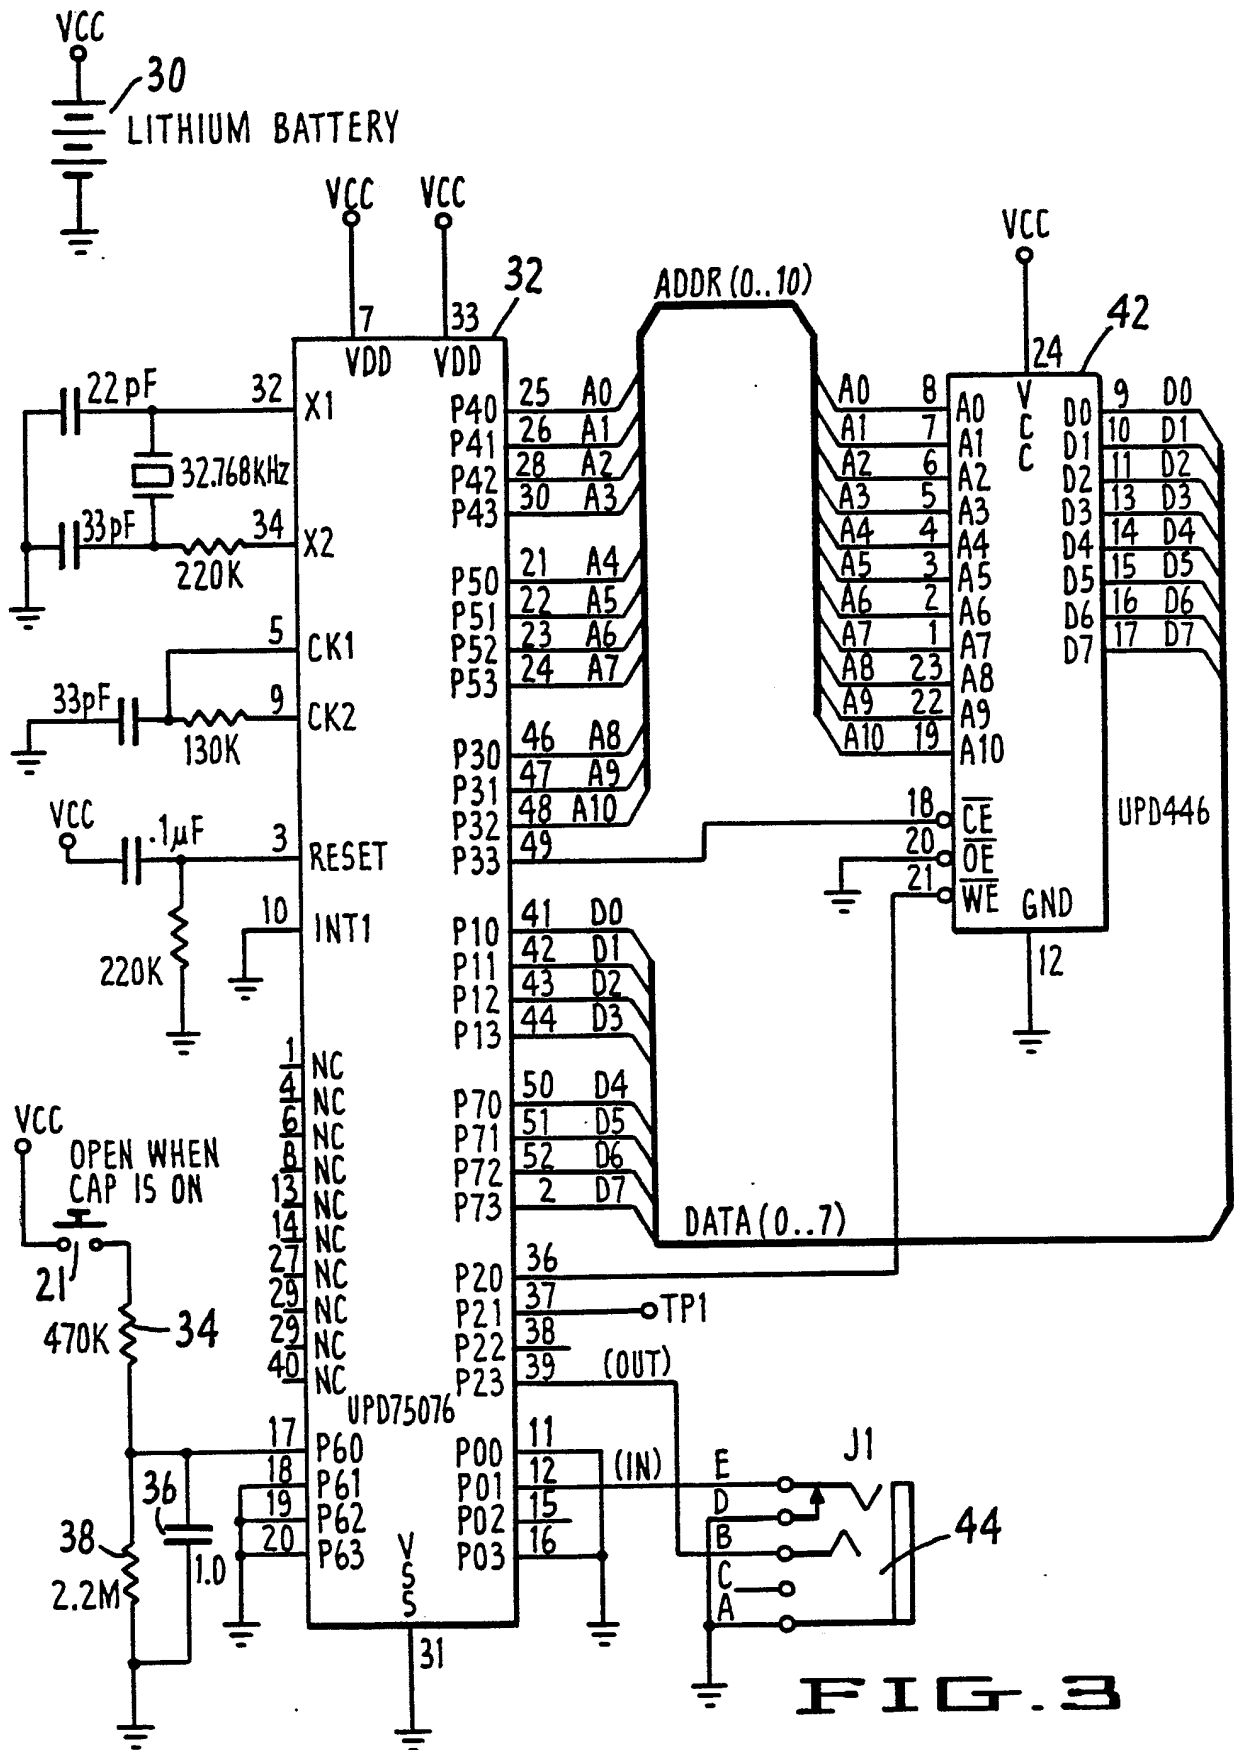 VCC
30
LITHIUM BATTERY
VCC
VCC
VCC
ADDR (0..10)
32
42
7
33
24
VDD
VDD
VCC
22 pF
32
X1
32.768KHz
33pF
34
X2
220K
5
CK1
33pF
9
CK2
130K
VCC
.1µF
3
RESET
10
INT1
220K
1 NC
4 NC
6 NC
8 NC
13 NC
14 NC
27 NC
29 NC
29 NC
40 NC
VCC
OPEN WHEN
CAP IS ON
21
470K
34
UPD75076
17 P60
18 P61
19 P62
20 P63
36
1.0
38
2.2M
VSS
31
P40 25 A0
P41 26 A1
P42 28 A2
P43 30 A3
P50 21 A4
P51 22 A5
P52 23 A6
P53 24 A7
P30 46 A8
P31 47 A9
P32 48 A10
P33 49
P10 41 D0
P11 42 D1
P12 43 D2
P13 44 D3
P70 50 D4
P71 51 D5
P72 52 D6
P73 2 D7
DATA (0..7)
P20 36
P21 37 TP1
P22 38
P23 39 (OUT)
P00 11
P01 12 (IN)
P02 15
P03 16
A0 8 A0
A1 7 A1
A2 6 A2
A3 5 A3
A4 4 A4
A5 3 A5
A6 2 A6
A7 1 A7
A8 23 A8
A9 22 A9
A10 19 A10
18 CE
20 OE
21 WE
D0 9 D0
D1 10 D1
D2 11 D2
D3 13 D3
D4 14 D4
D5 15 D5
D6 16 D6
D7 17 D7
UPD446
GND
12
J1
E
D
B
C
A
44
FIG. 3